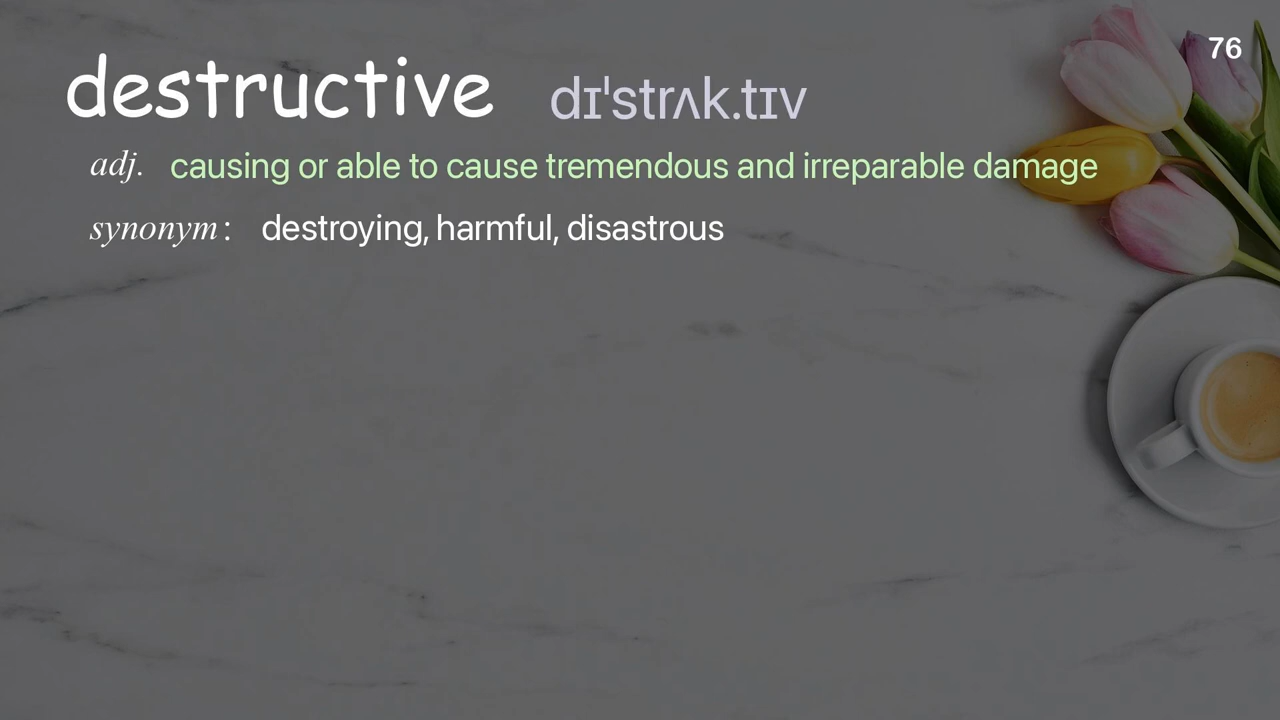 76
destructive dɪˈstrʌk.tɪv
adj. causing or able to cause tremendous and irreparable damage
synonym : destroying, harmful, disastrous